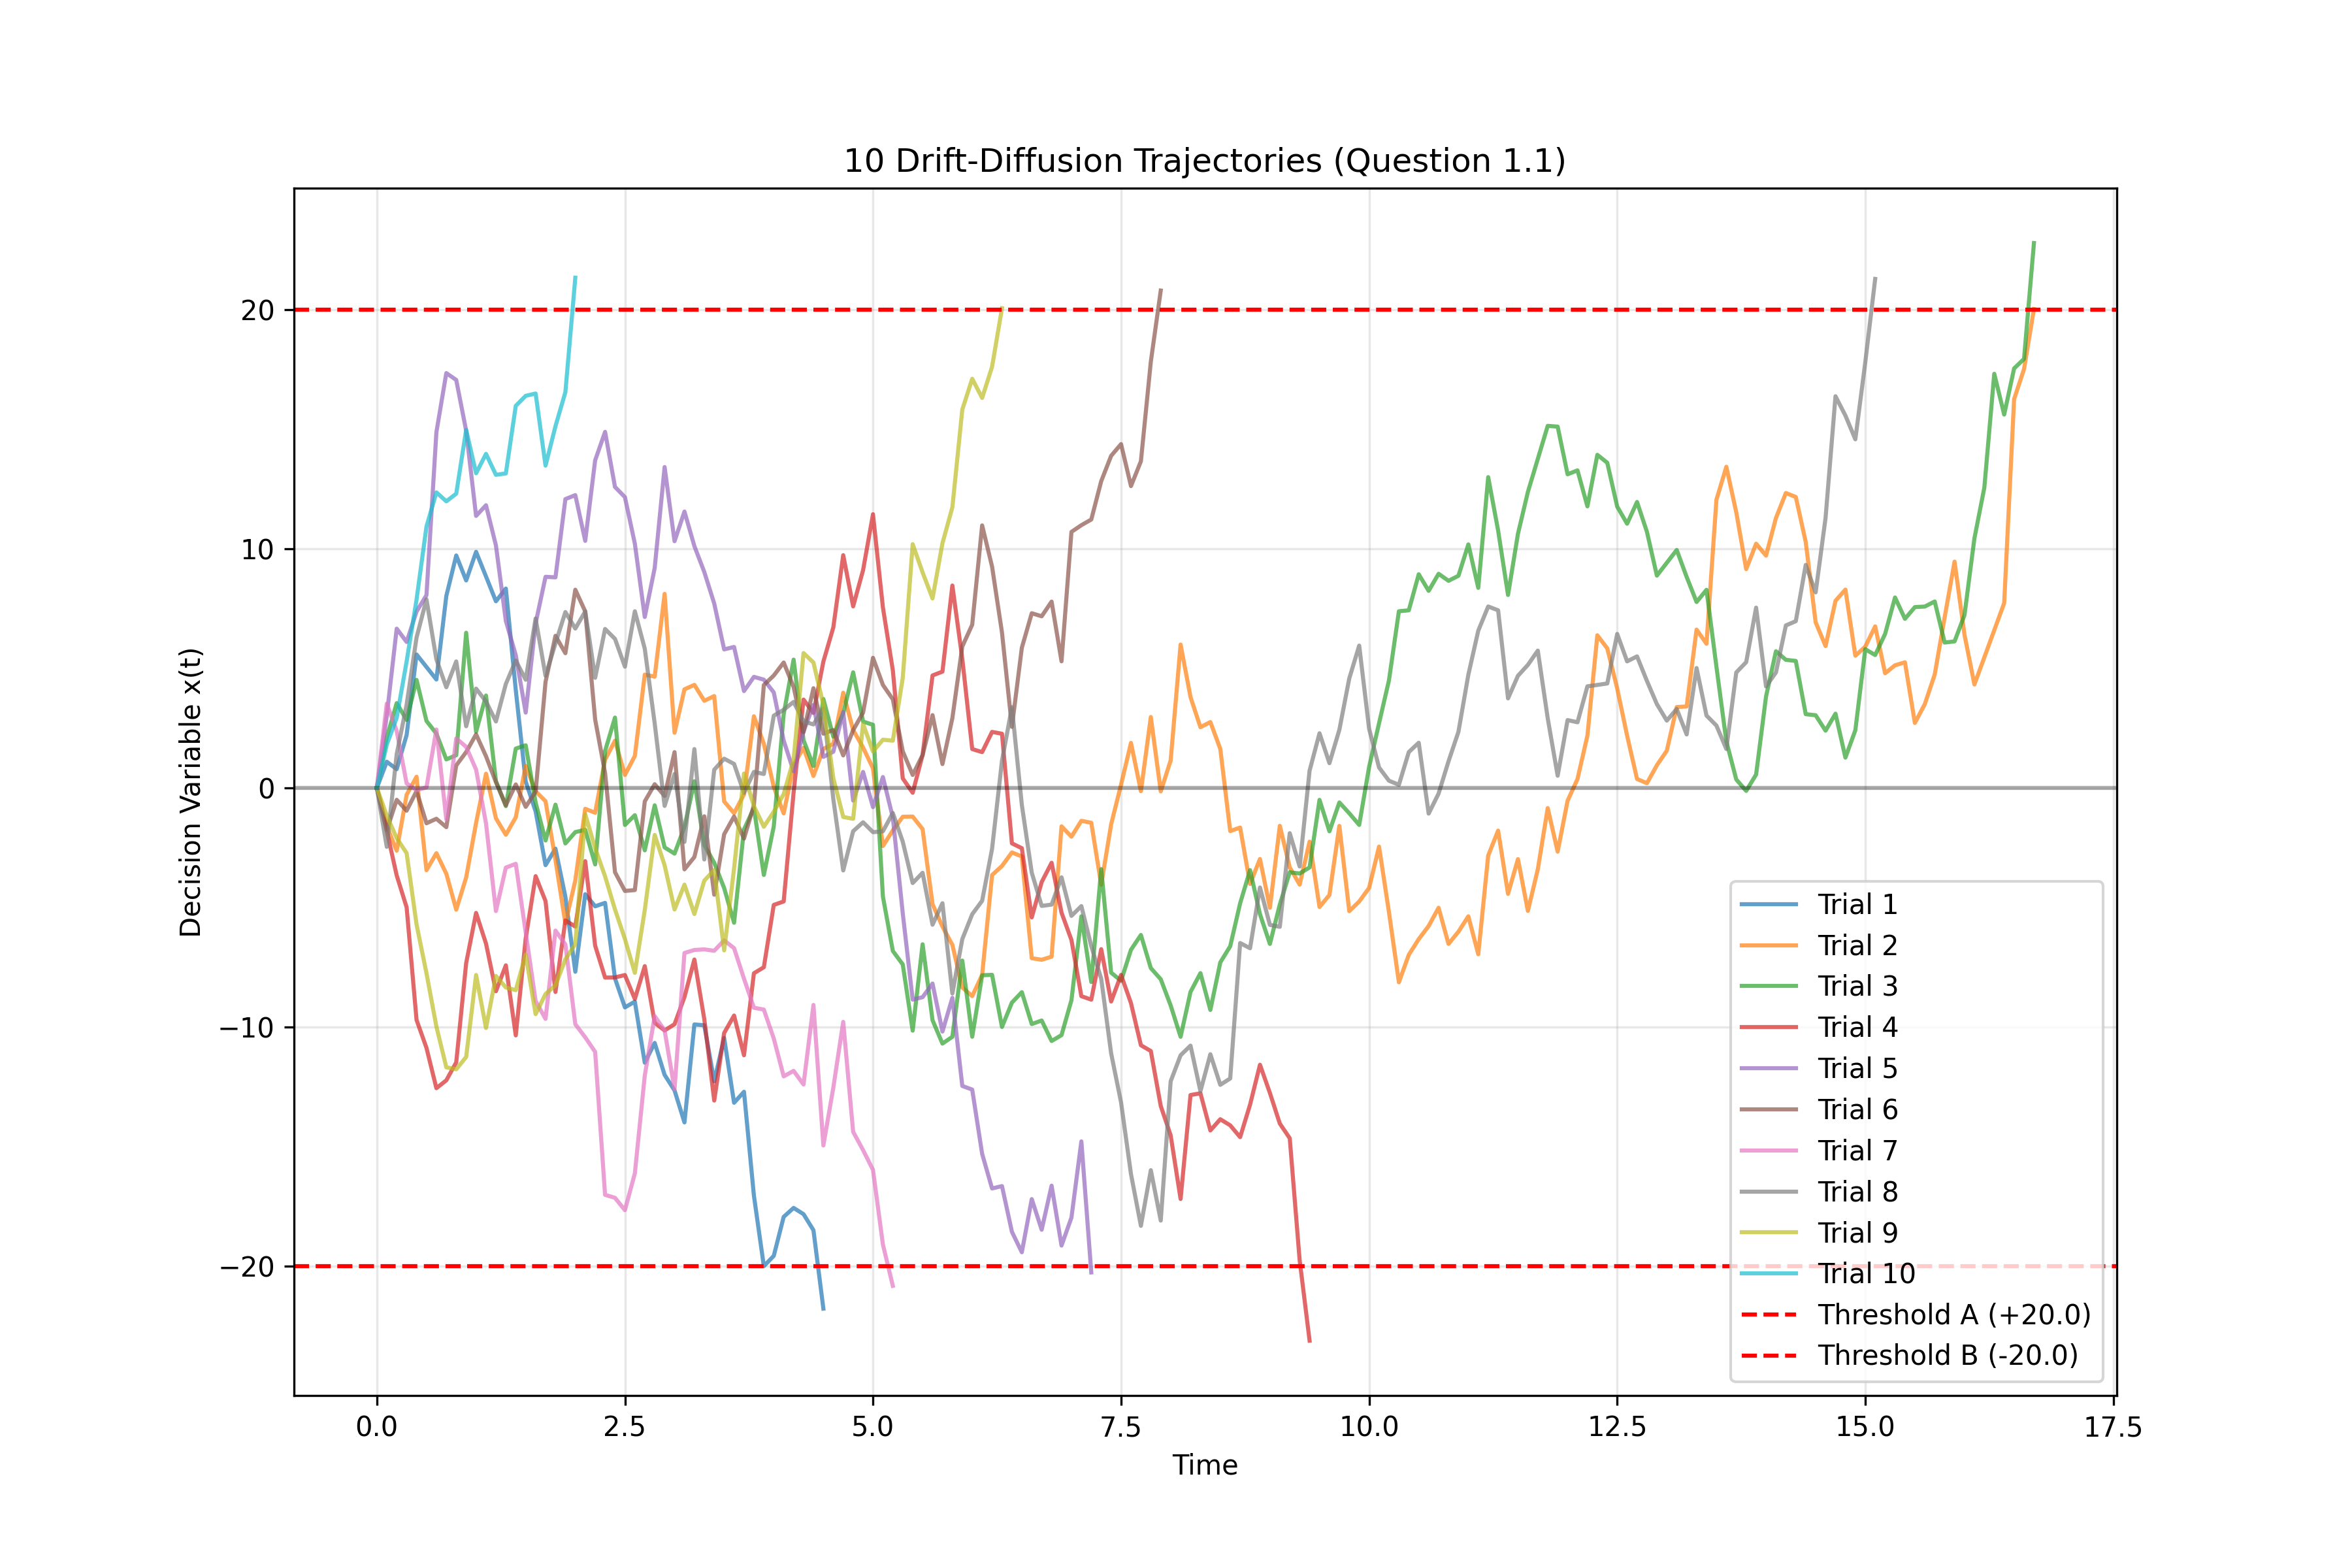 10 Drift-Diffusion Trajectories (Question 1.1)
Decision Variable x(t)
20
10
0
−10
−20
0.0 2.5 5.0 7.5 10.0 12.5 15.0 17.5
Time
Trial 1
Trial 2
Trial 3
Trial 4
Trial 5
Trial 6
Trial 7
Trial 8
Trial 9
Trial 10
Threshold A (+20.0)
Threshold B (-20.0)